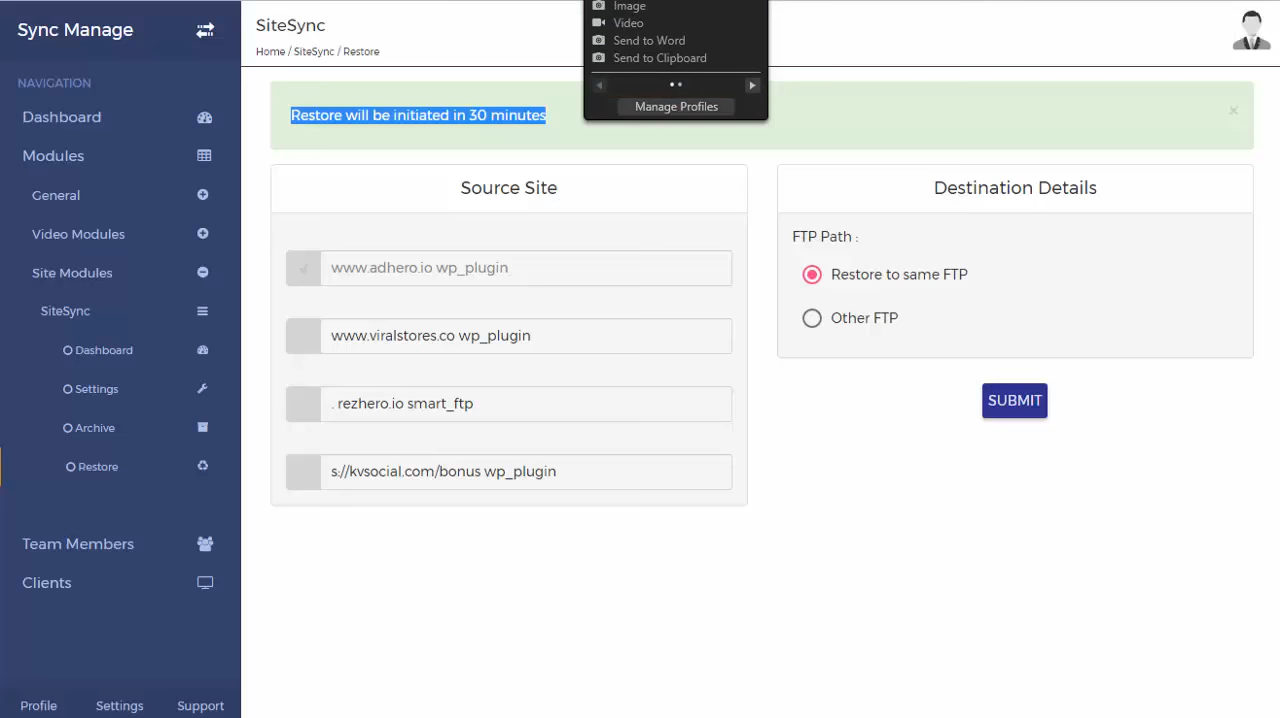 Sync Manage
NAVIGATION
Dashboard
Modules
General
Video Modules
Site Modules
SiteSync
Dashboard
Settings
Archive
Restore
Team Members
Clients
Profile Settings Support
SiteSync
Home / SiteSync / Restore
Image
Video
Send to Word
Send to Clipboard
Manage Profiles
Restore will be initiated in 30 minutes
×
Source Site
www.adhero.io wp_plugin
www.viralstores.co wp_plugin
. rezhero.io smart_ftp
s://kvsocial.com/bonus wp_plugin
Destination Details
FTP Path :
Restore to same FTP
Other FTP
SUBMIT